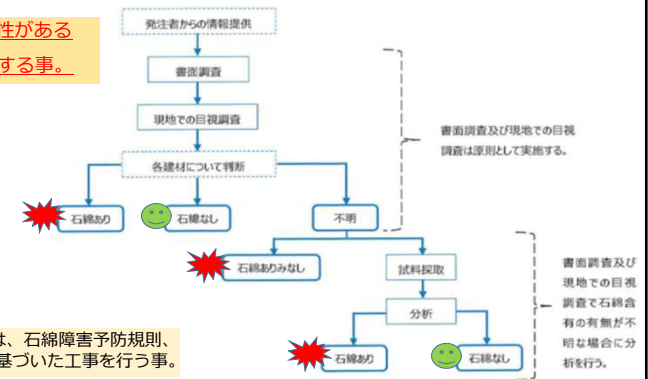 性がある
する事。
発注者からの情報提供
書面調査
現地での目視調査
各建材について判断
書面調査及び現地での目視
調査は原則として実施する。
石綿あり
石綿なし
不明
石綿ありみなし
試料採取
分析
石綿あり
石綿なし
書面調査及び
現地での目視
調査で石綿含
有の有無が不
明な場合に分
析を行う。
は、石綿障害予防規則、
基づいた工事を行う事。